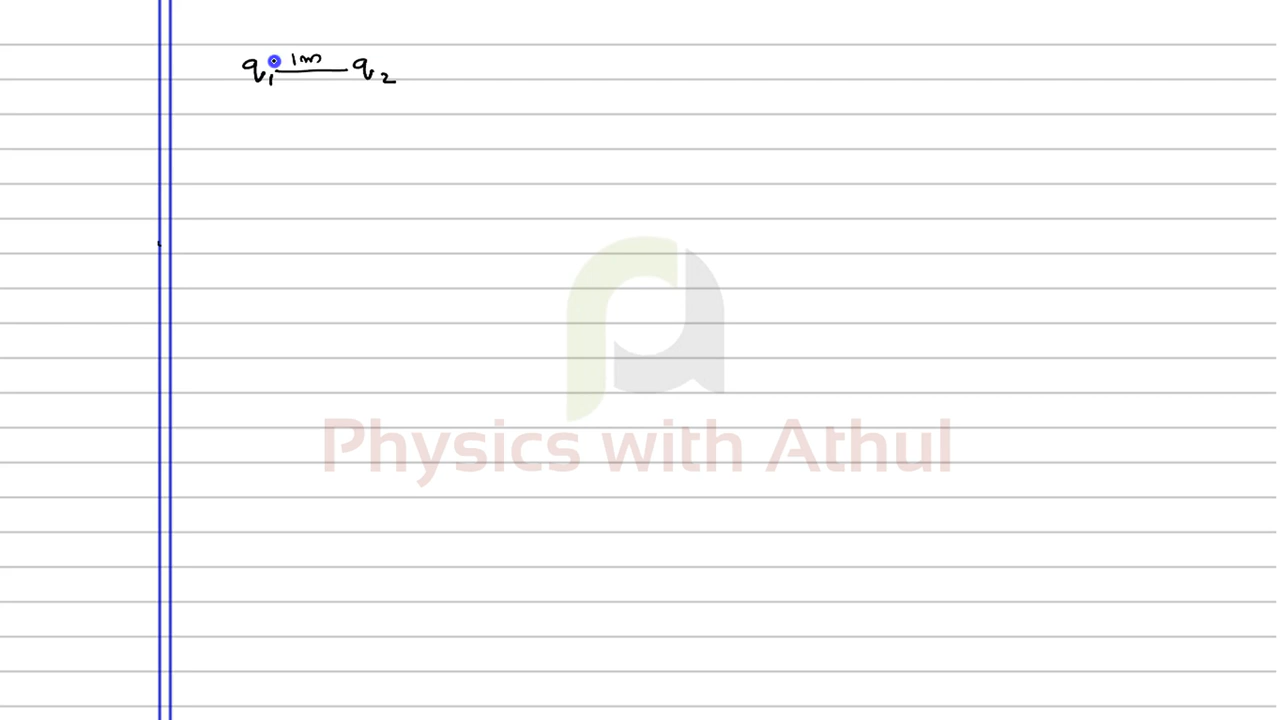 q₁ 1m q₂
Physics with Athul